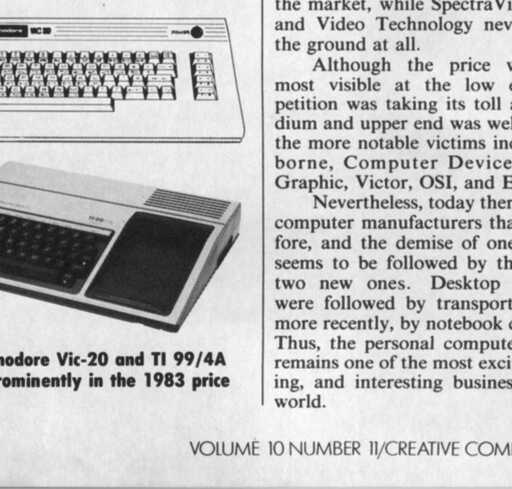 VIC 20
Commodore Vic-20 and TI 99/4A
prominently in the 1983 price
the market, while SpectraVi
and Video Technology nev
the ground at all.
Although the price w
most visible at the low e
petition was taking its toll a
dium and upper end was wel
the more notable victims inc
borne, Computer Device
Graphic, Victor, OSI, and E
Nevertheless, today ther
computer manufacturers tha
fore, and the demise of one
seems to be followed by th
two new ones. Desktop
were followed by transport
more recently, by notebook c
Thus, the personal compute
remains one of the most exci
ing, and interesting busines
world.
VOLUME 10 NUMBER 11/CREATIVE COM